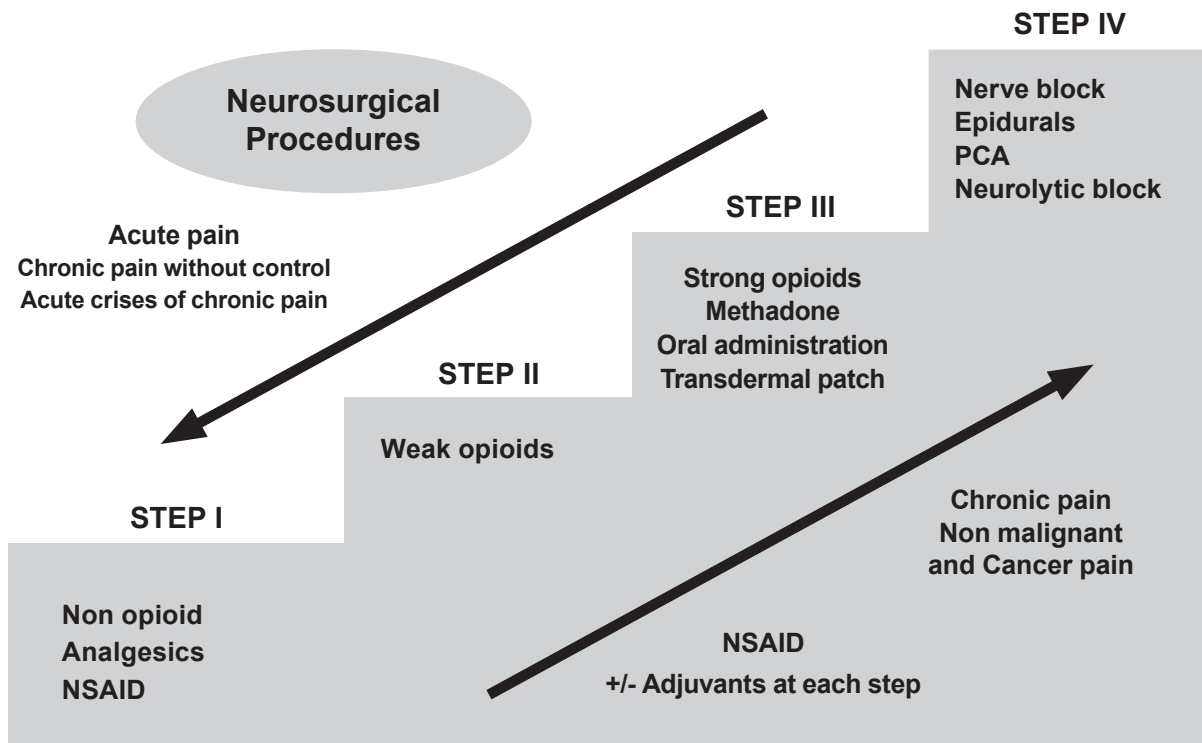 STEP IV
Neurosurgical
Procedures
Nerve block
Epidurals
PCA
Neurolytic block
STEP III
Acute pain
Chronic pain without control
Acute crises of chronic pain
Strong opioids
Methadone
Oral administration
Transdermal patch
STEP II
Weak opioids
STEP I
Chronic pain
Non malignant
and Cancer pain
Non opioid
Analgesics
NSAID
NSAID
+/- Adjuvants at each step